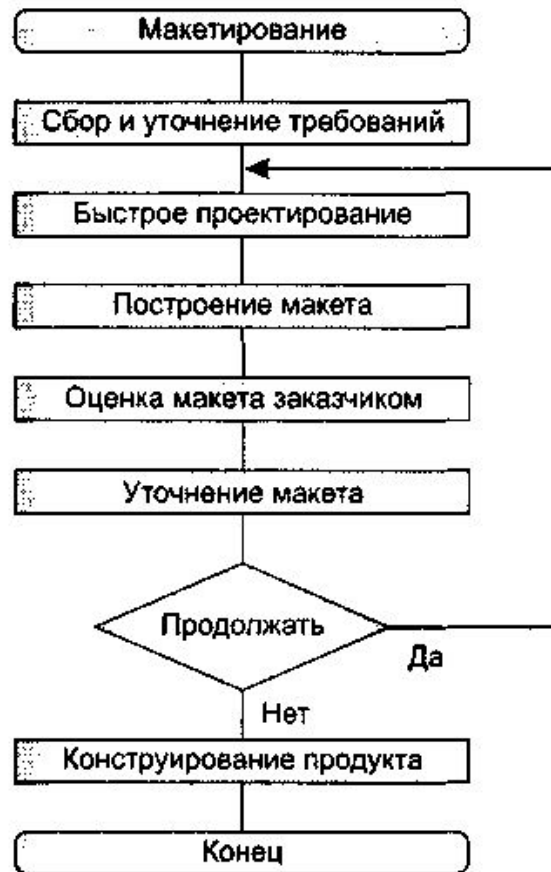 Макетирование
Сбор и уточнение требований
Быстрое проектирование
Построение макета
Оценка макета заказчиком
Уточнение макета
Продолжать
Да
Нет
Конструирование продукта
Конец